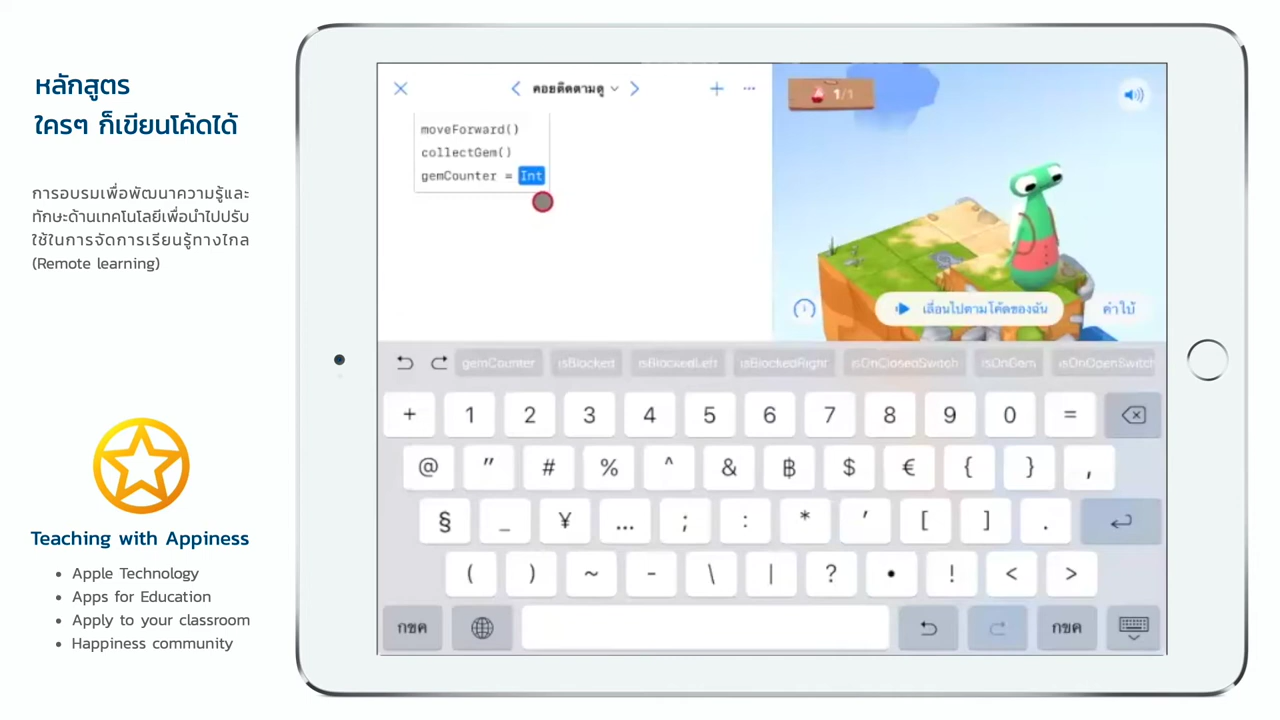 หลักสูตร
ใครๆ ก็เขียนโค้ดได้
การอบรมเพื่อพัฒนาความรู้และ
ทักษะด้านเทคโนโลยีเพื่อนำไปปรับ
ใช้ในการจัดการเรียนรู้ทางไกล
(Remote learning)
Teaching with Appiness
• Apple Technology
• Apps for Education
• Apply to your classroom
• Happiness community
คอยติดตามดู
moveForward()
collectGem()
gemCounter = Int
1/1
เลื่อนไปตามโค้ดของฉัน
คำใบ้
gemCounter isBlocked isBlockedLeft isBlockedRight isOnClosedSwitch isOnGem isOnOpenSwitch
+ 1 2 3 4 5 6 7 8 9 0 =
@ " # % ^ & ฿ $ € { } ,
§ _ ¥ … ; : * ' [ ] .
( ) ~ - \ | ? • ! < >
กขค กขค